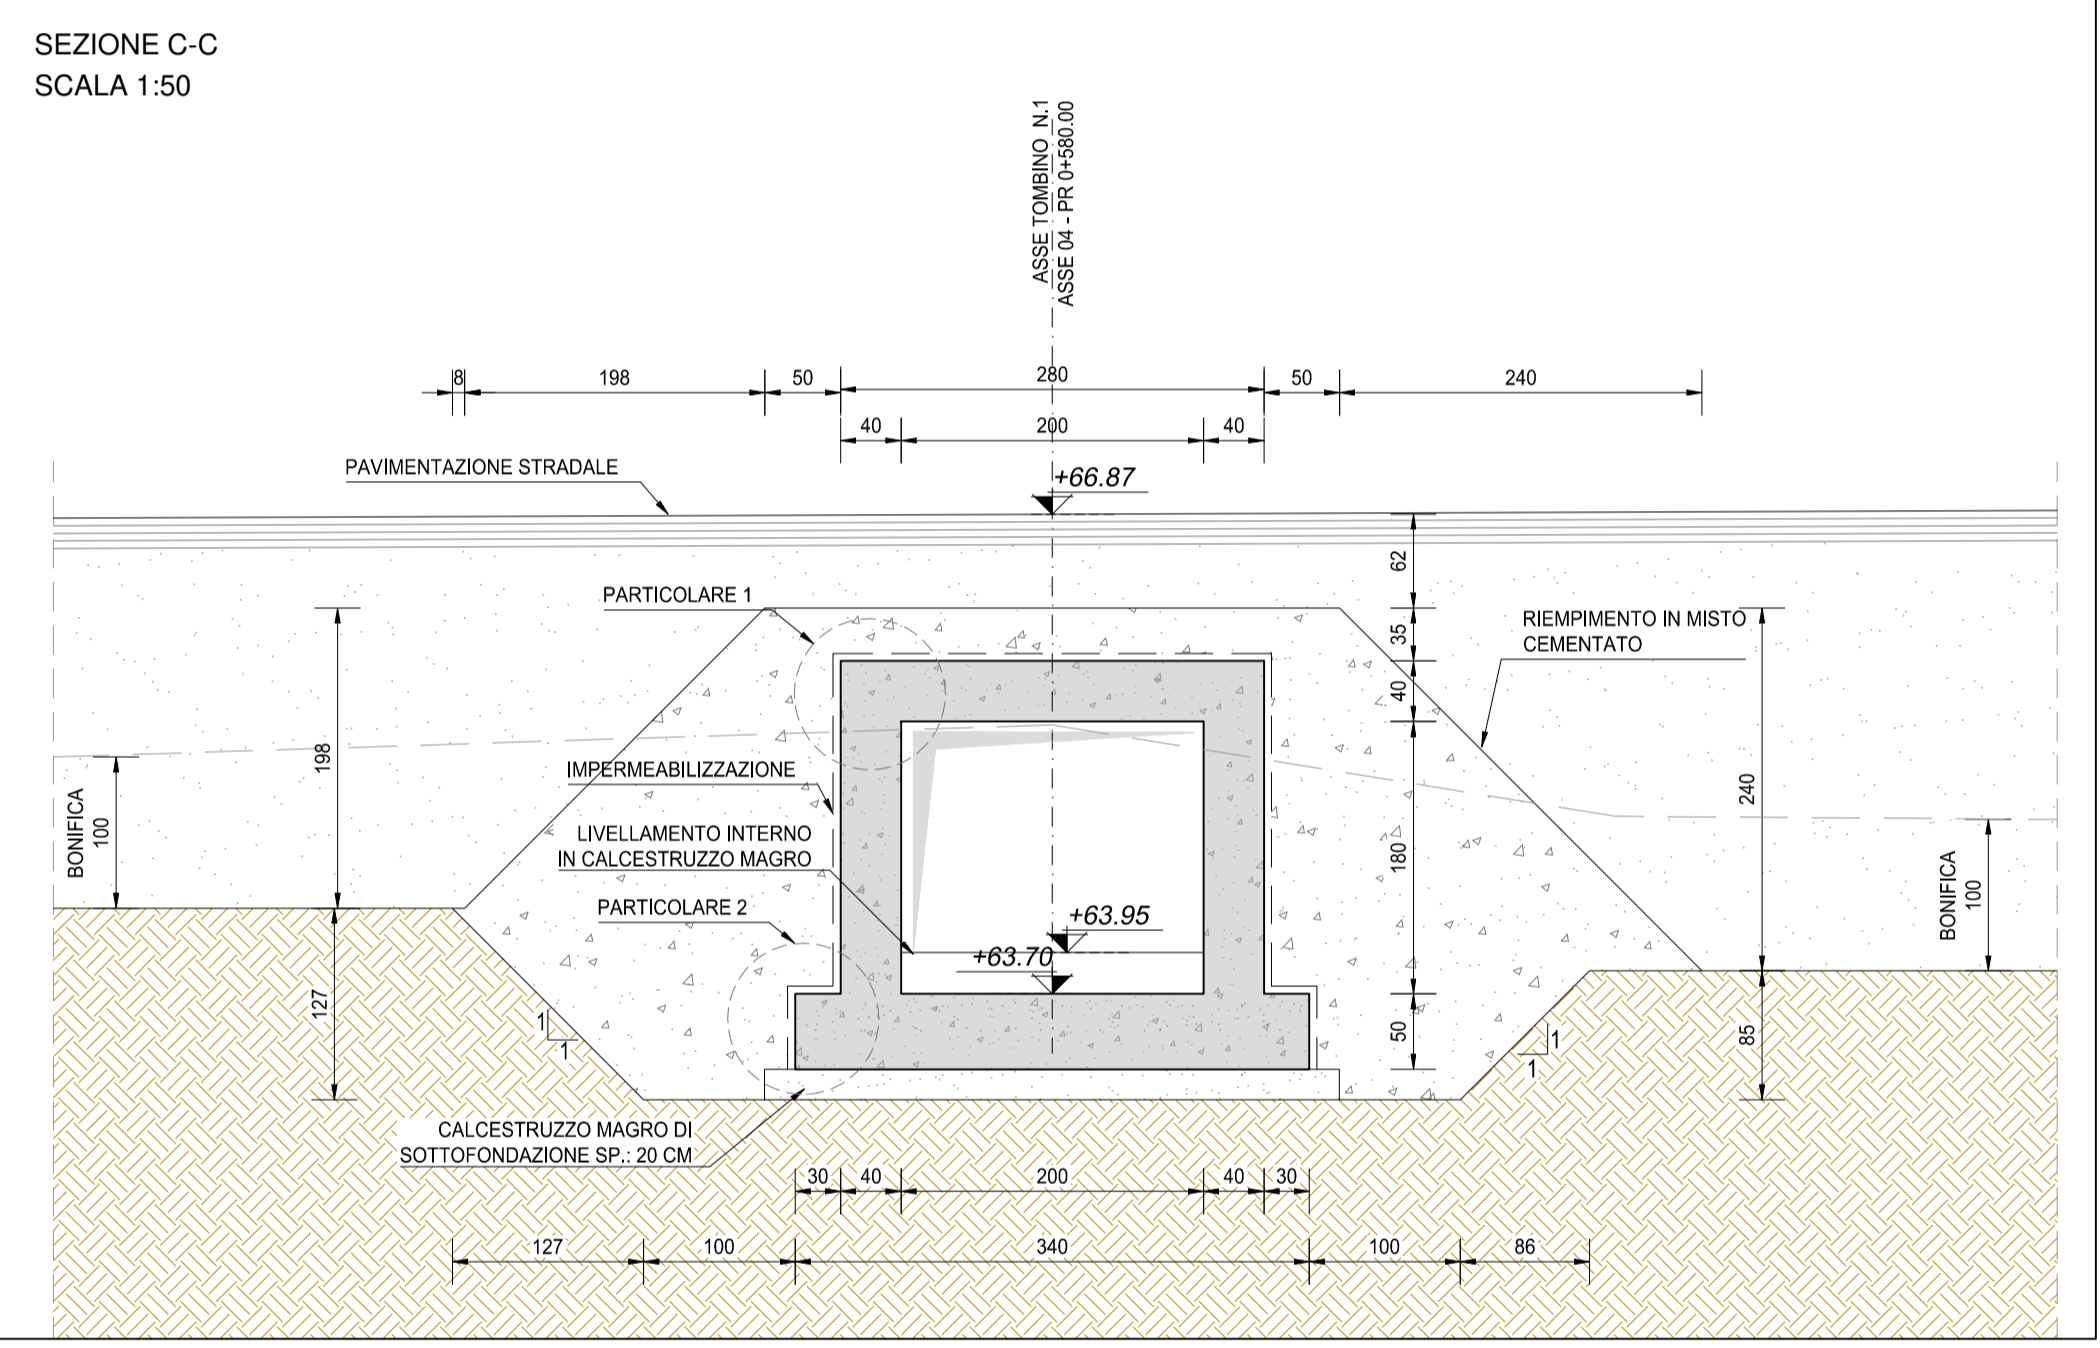 SEZIONE C-C
SCALA 1:50
ASSE TOMBINO N.1
ASSE 04 - PR 0+580.00
8
198
50
280
50
240
40
200
40
PAVIMENTAZIONE STRADALE
+66.87
62
PARTICOLARE 1
35
RIEMPIMENTO IN MISTO
CEMENTATO
40
198
IMPERMEABILIZZAZIONE
240
BONIFICA
100
LIVELLAMENTO INTERNO
IN CALCESTRUZZO MAGRO
180
PARTICOLARE 2
+63.95
BONIFICA
100
+63.70
127
1
1
50
85
1
1
CALCESTRUZZO MAGRO DI
SOTTOFONDAZIONE SP.: 20 CM
30
40
200
40
30
127
100
340
100
86